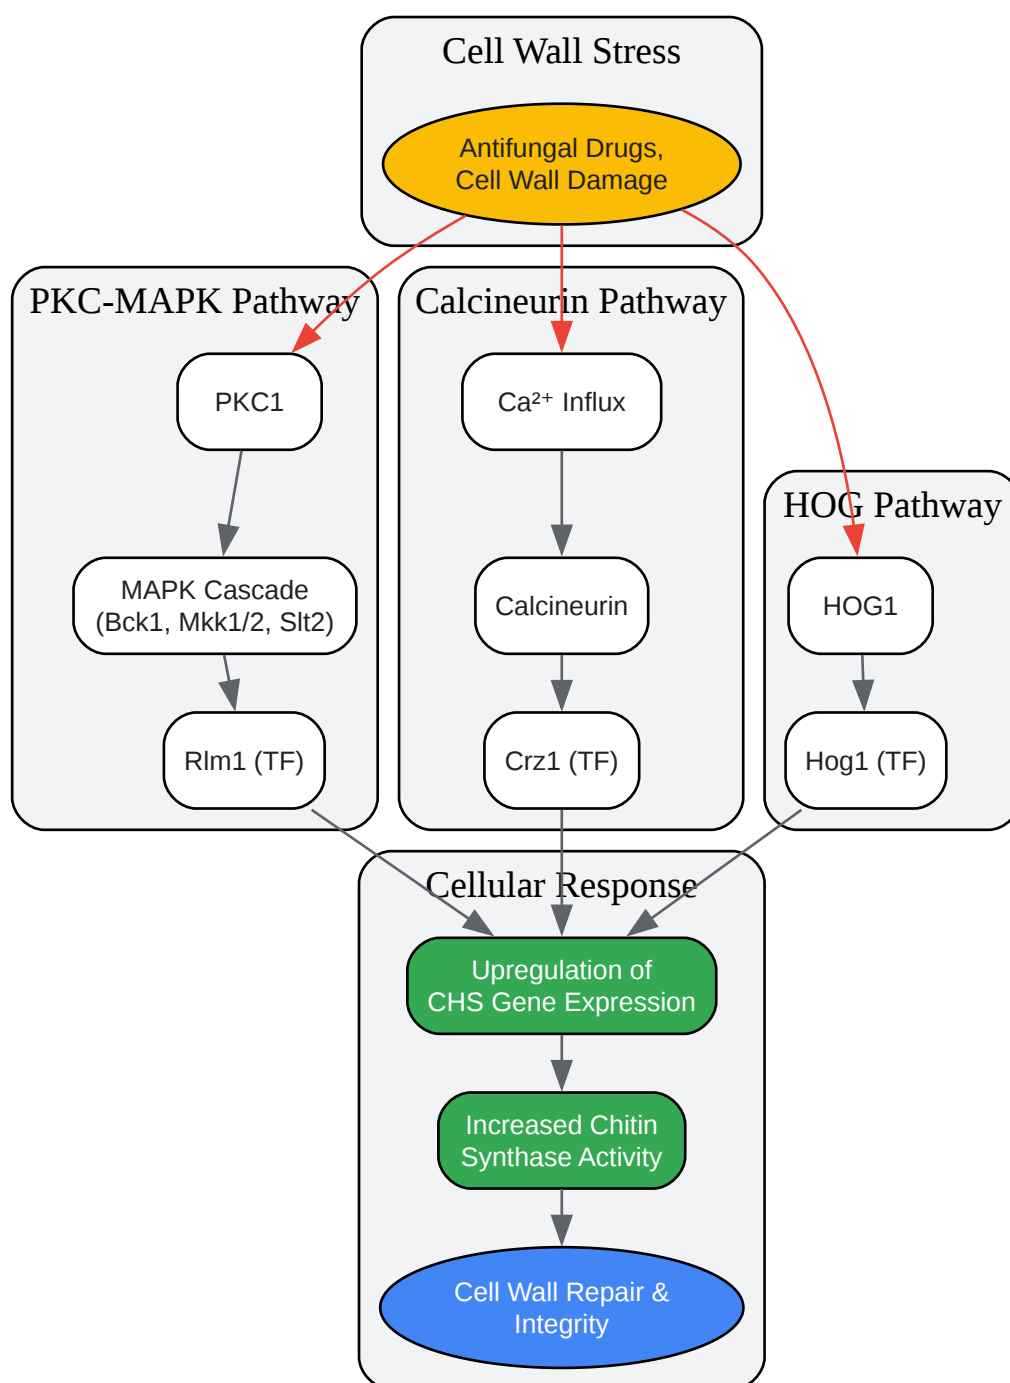 Cell Wall Stress
Antifungal Drugs,
Cell Wall Damage
PKC-MAPK Pathway
PKC1
MAPK Cascade
(Bck1, Mkk1/2, Slt2)
Rlm1 (TF)
Calcineurin Pathway
Ca²⁺ Influx
Calcineurin
Crz1 (TF)
HOG Pathway
HOG1
Hog1 (TF)
Cellular Response
Upregulation of
CHS Gene Expression
Increased Chitin
Synthase Activity
Cell Wall Repair &
Integrity